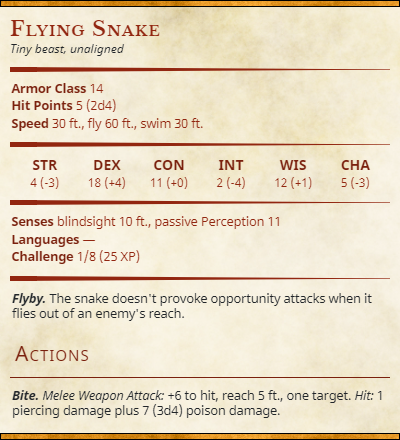 Flying Snake
Tiny beast, unaligned
Armor Class 14
Hit Points 5 (2d4)
Speed 30 ft., fly 60 ft., swim 30 ft.
STR DEX CON INT WIS CHA
4 (-3) 18 (+4) 11 (+0) 2 (-4) 12 (+1) 5 (-3)
Senses blindsight 10 ft., passive Perception 11
Languages —
Challenge 1/8 (25 XP)
Flyby. The snake doesn't provoke opportunity attacks when it
flies out of an enemy's reach.
Actions
Bite. Melee Weapon Attack: +6 to hit, reach 5 ft., one target. Hit: 1
piercing damage plus 7 (3d4) poison damage.